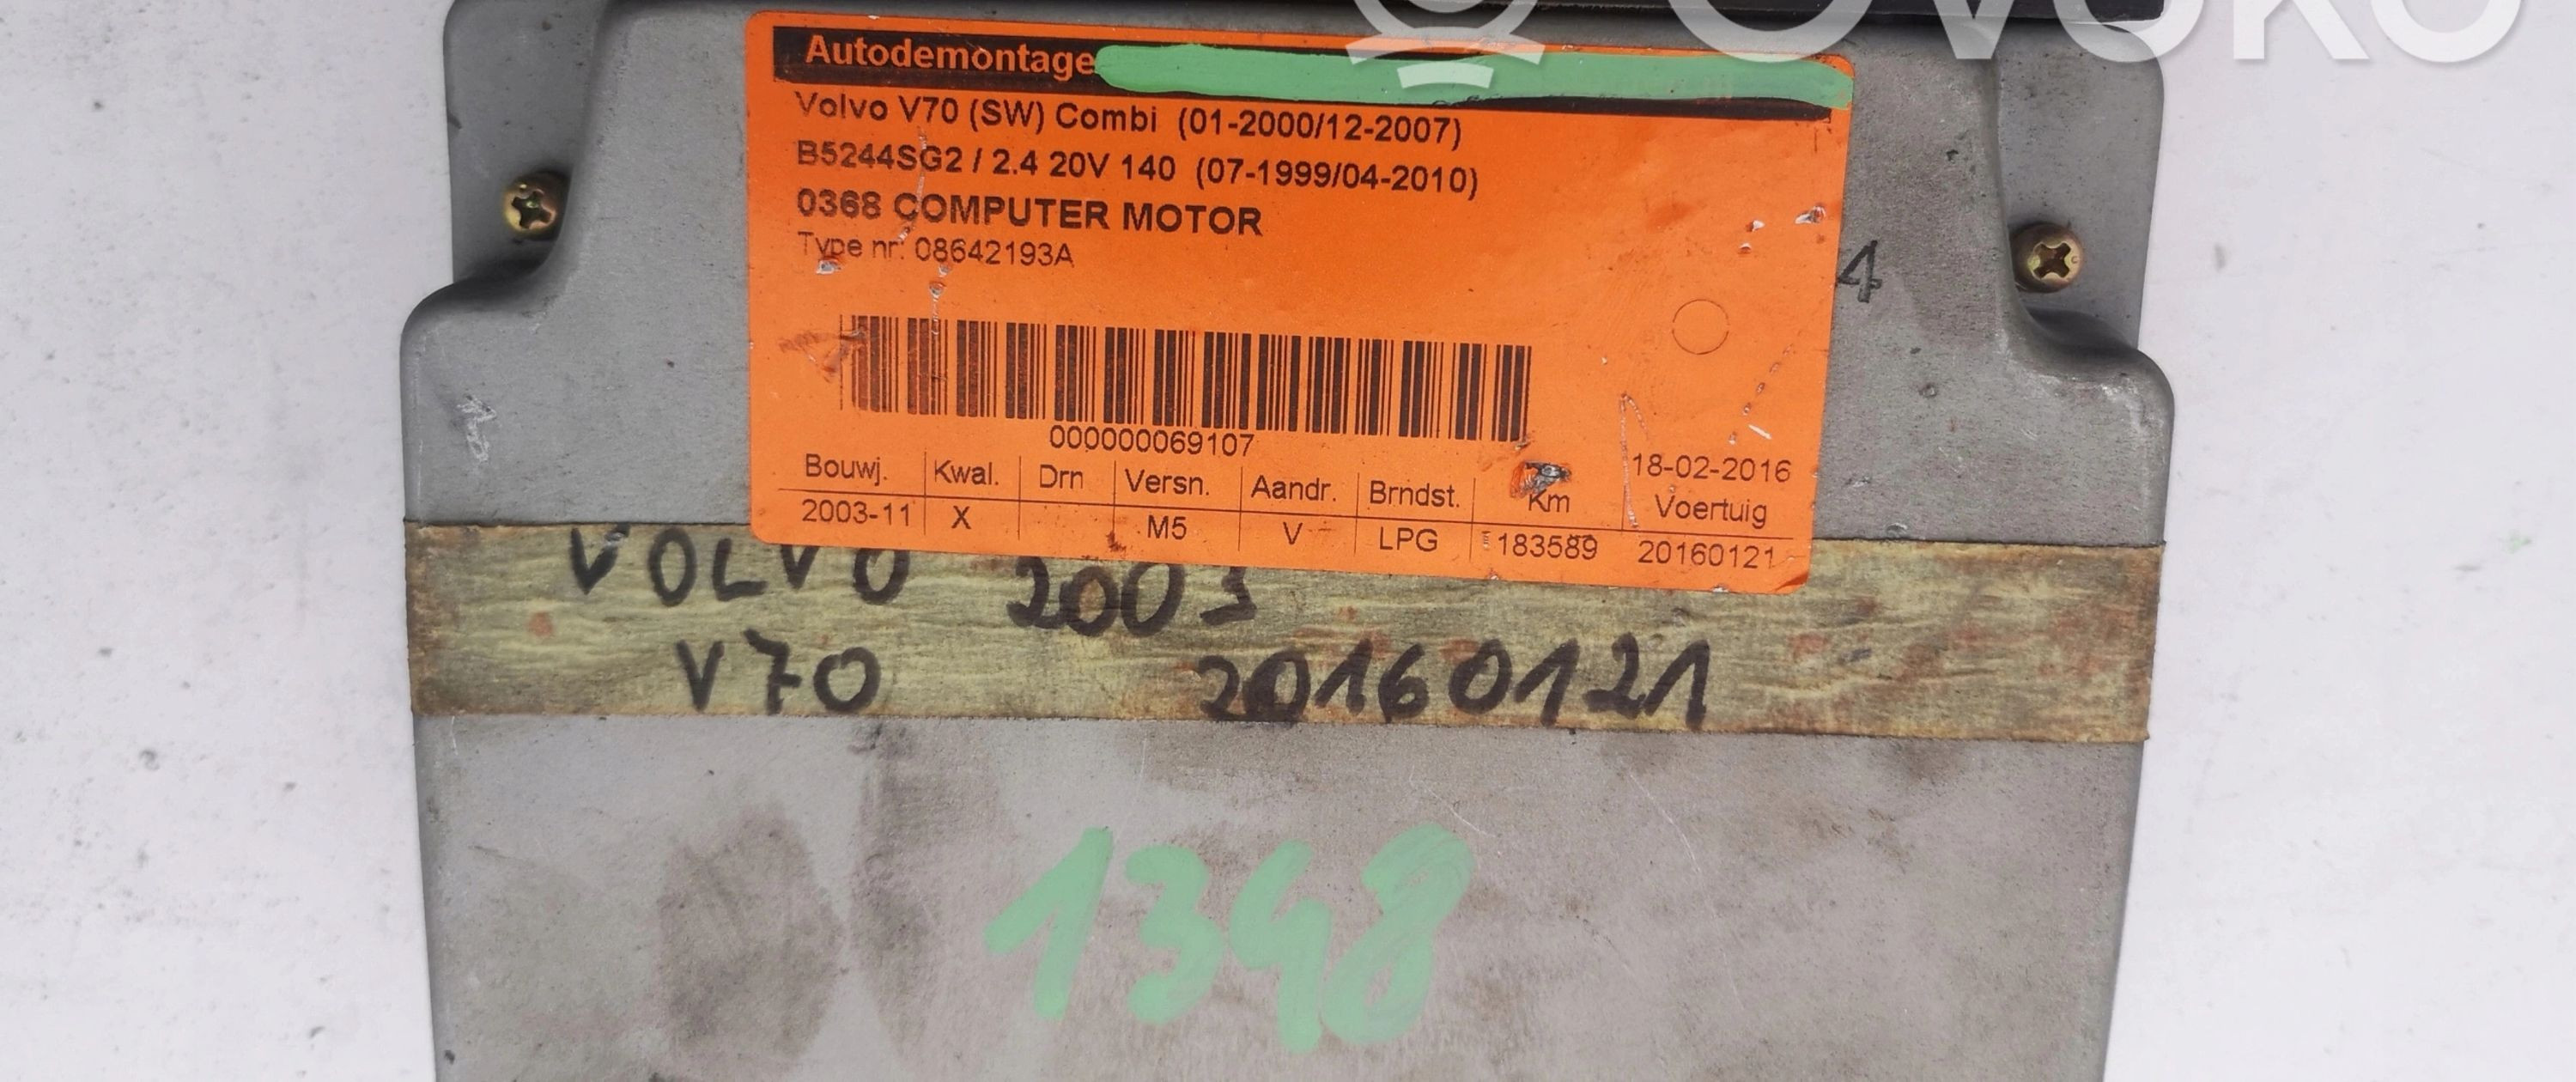 OVOKO
Autodemontage
Volvo V70 (SW) Combi (01-2000/12-2007)
B5244SG2 / 2.4 20V 140 (07-1999/04-2010)
0368 COMPUTER MOTOR
Type nr: 08642193A
4
000000069107
18-02-2016
Bouwj. Kwal. Drn Versn. Aandr. Brndst. Km Voertuig
2003-11 X M5 V LPG 183589 20160121
VOLVO 2003
V70 20160121
1348